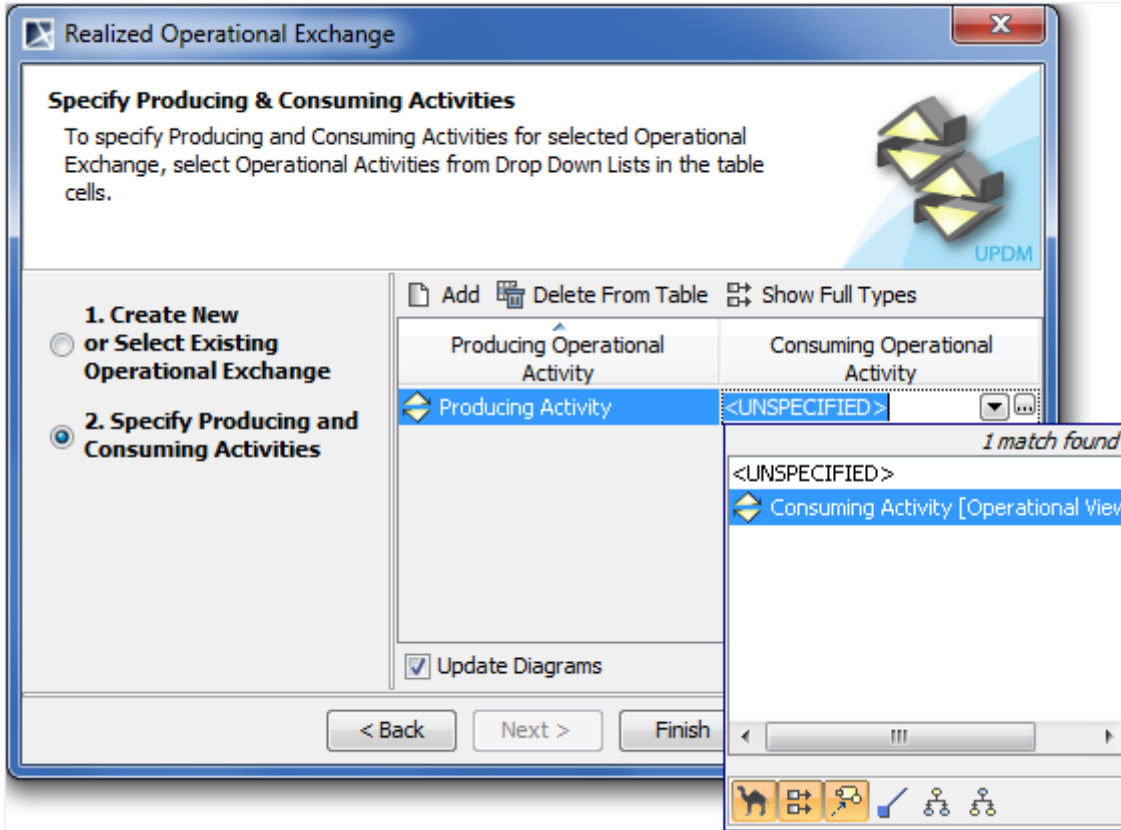 Realized Operational Exchange
Specify Producing & Consuming Activities
To specify Producing and Consuming Activities for selected Operational
Exchange, select Operational Activities from Drop Down Lists in the table
cells.
UPDM
1. Create New
or Select Existing
Operational Exchange
2. Specify Producing and
Consuming Activities
Add Delete From Table Show Full Types
Producing Operational
Activity
Consuming Operational
Activity
Producing Activity
<UNSPECIFIED>
...
1 match found
<UNSPECIFIED>
Consuming Activity [Operational View
Update Diagrams
< Back
Next >
Finish